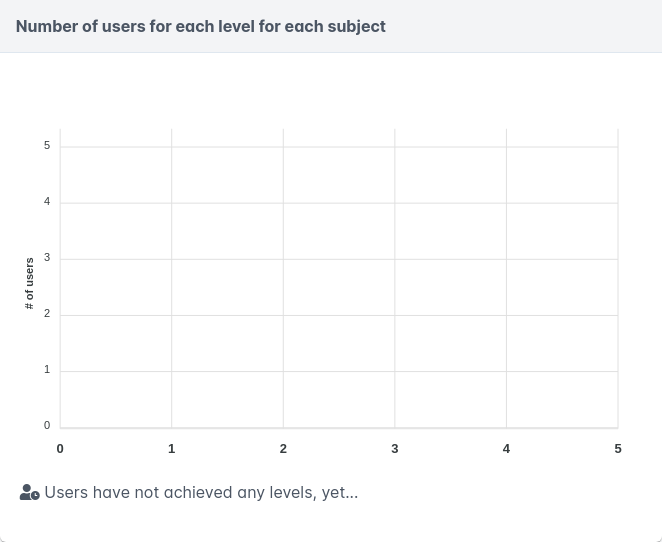 Number of users for each level for each subject
5
4
3
2
1
0
# of users
0 1 2 3 4 5
Users have not achieved any levels, yet...